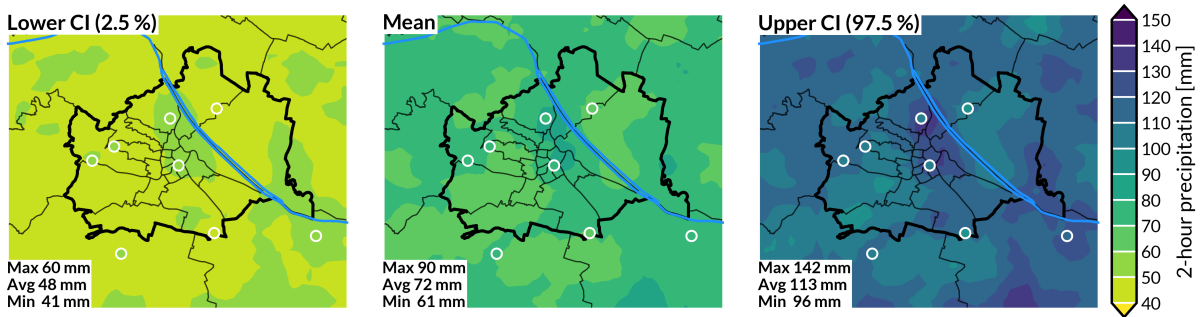 Lower CI (2.5 %)
Max 60 mm
Avg 48 mm
Min 41 mm
Mean
Max 90 mm
Avg 72 mm
Min 61 mm
Upper CI (97.5 %)
Max 142 mm
Avg 113 mm
Min 96 mm
150
140
130
120
110
100
90
80
70
60
50
40
2-hour precipitation [mm]